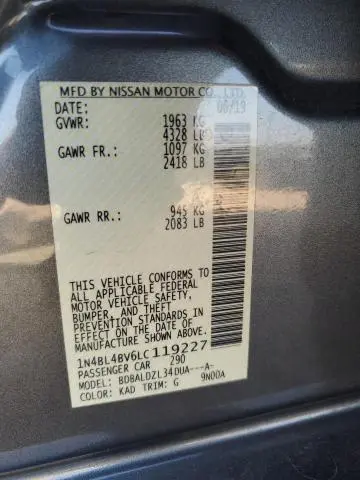 MFD BY NISSAN MOTOR CO., LTD.
DATE: 08/19
GVWR: 1963 KG
4328 LB
GAWR FR.: 1097 KG
2418 LB
GAWR RR.: 945 KG
2083 LB
THIS VEHICLE CONFORMS TO
ALL APPLICABLE FEDERAL
MOTOR VEHICLE SAFETY,
BUMPER, AND THEFT
PREVENTION STANDARDS IN
EFFECT ON THE DATE OF
MANUFACTURE SHOWN ABOVE.
1N4BL4BV6LC119227
PASSENGER CAR 290
MODEL: BDBALDZL34DUA---A-
COLOR: KAD TRIM: G 9N00A